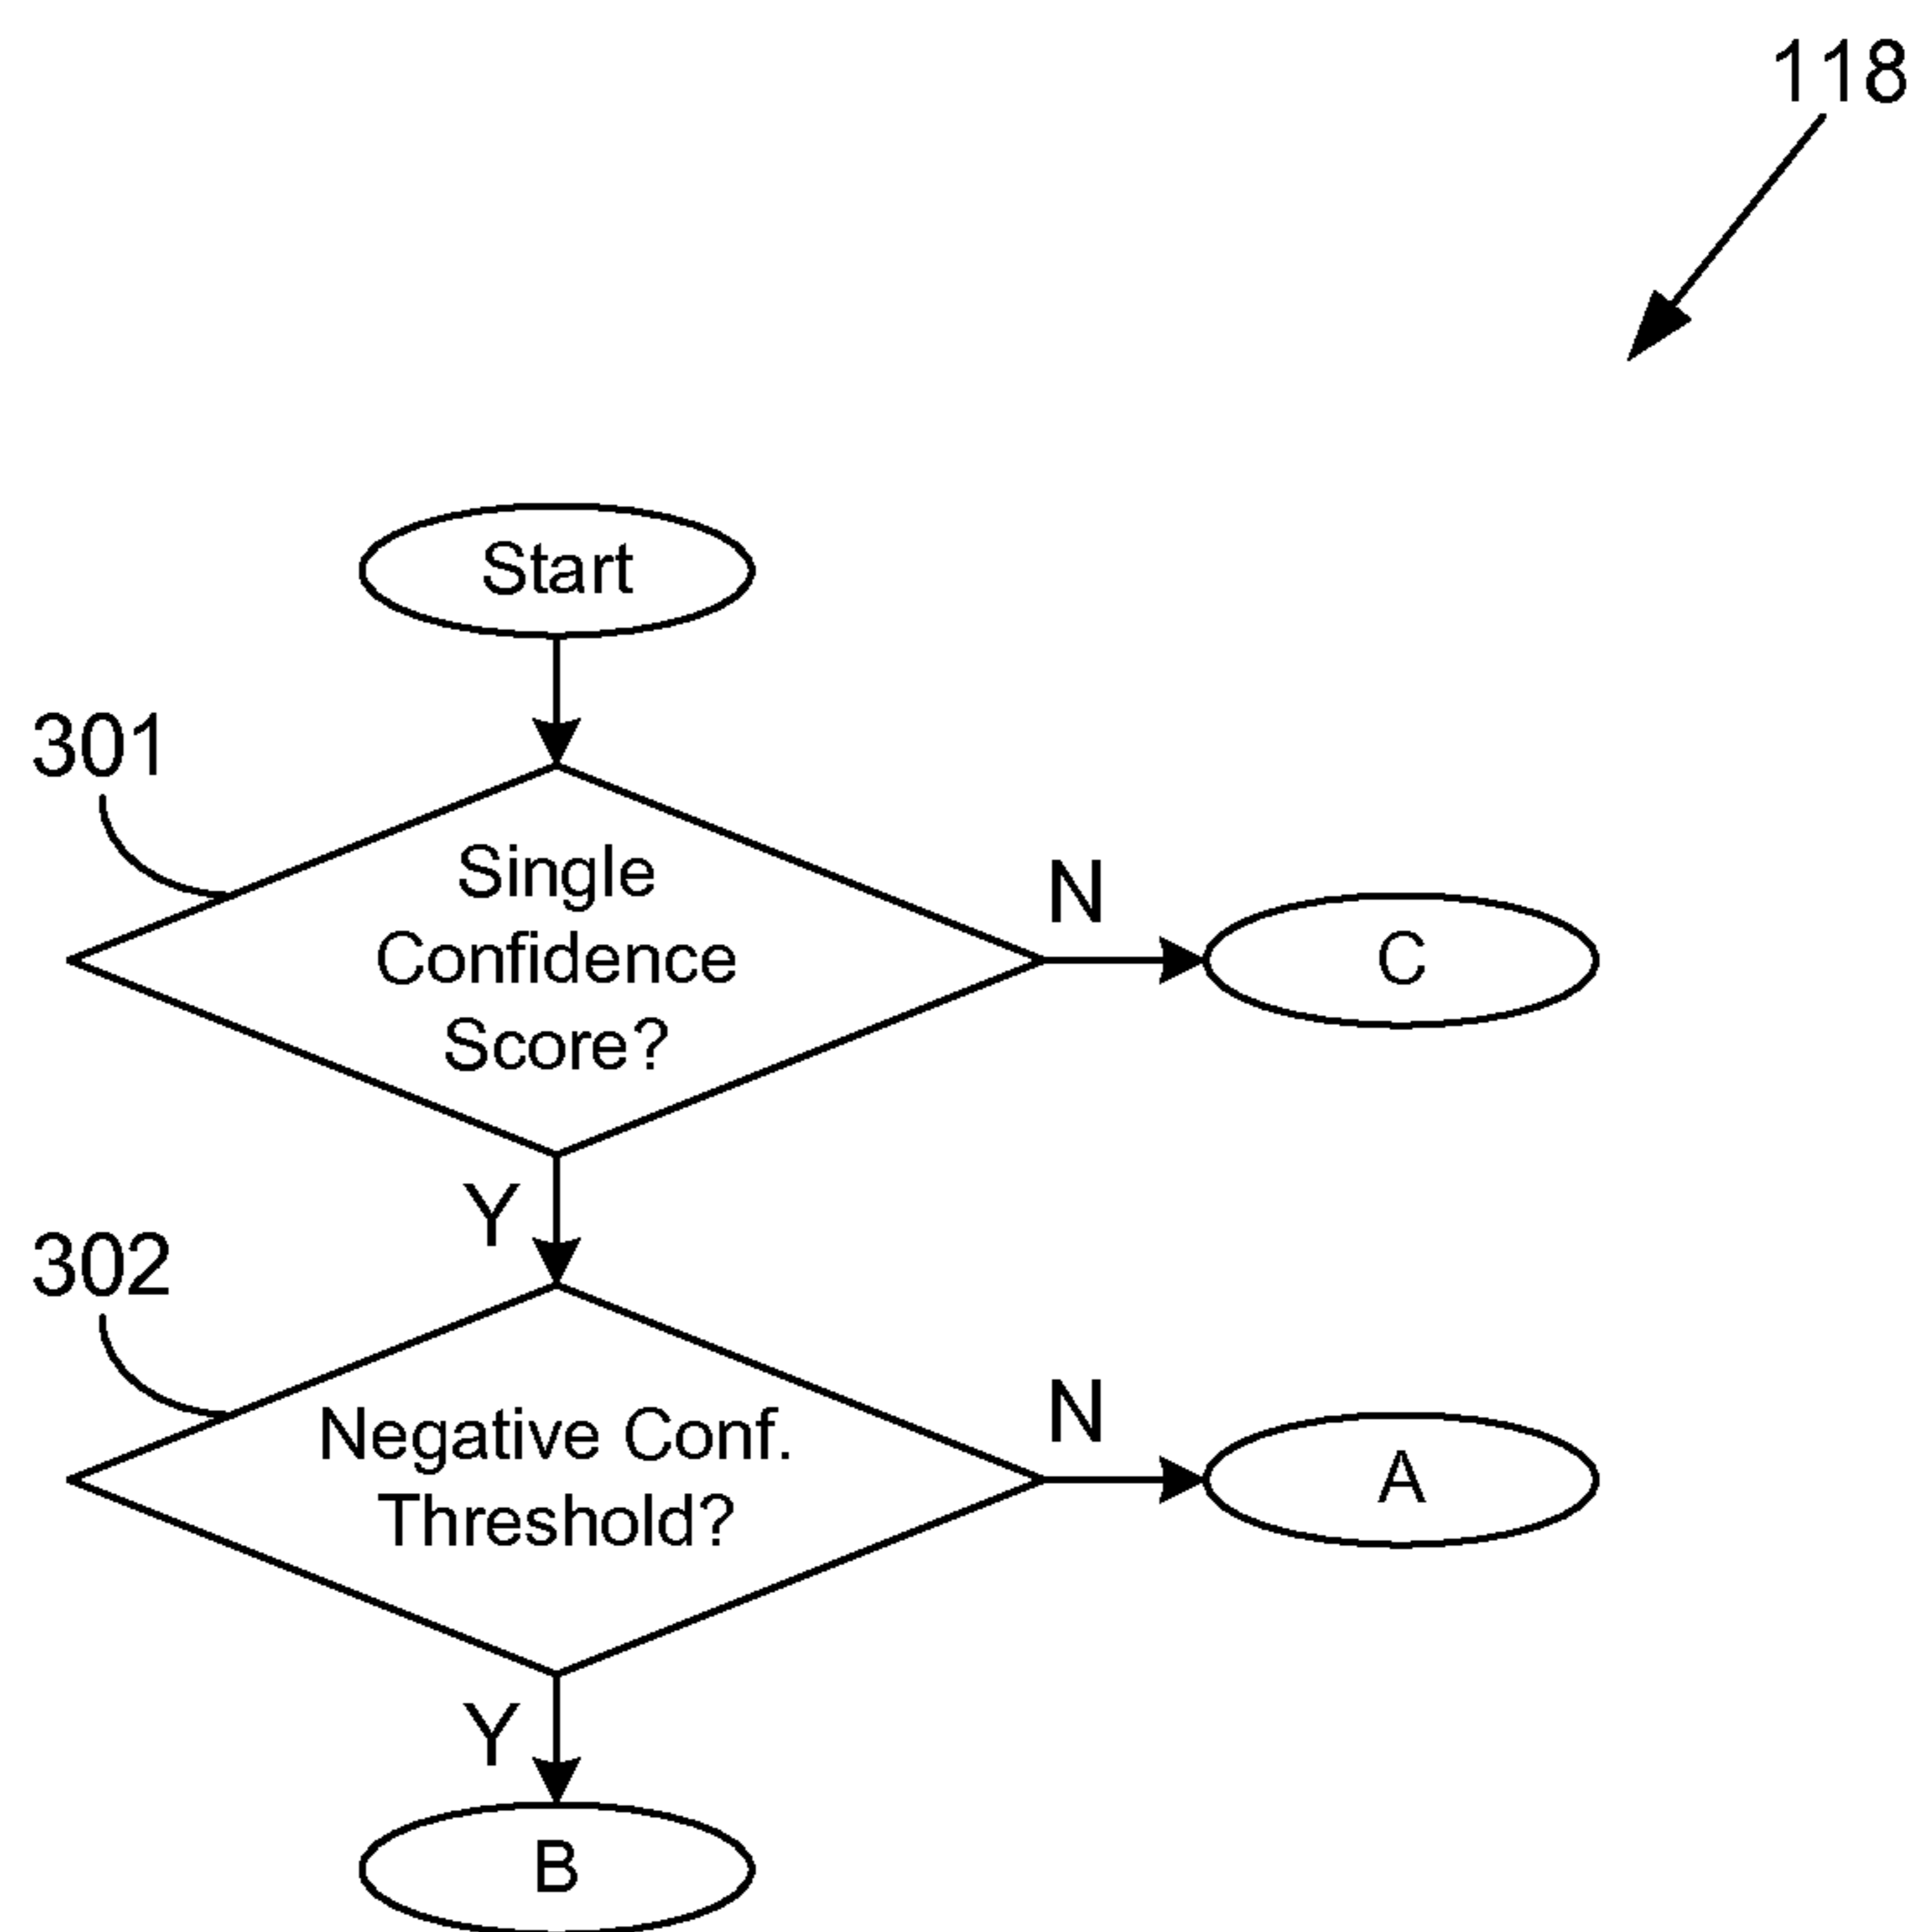 118
Start
301
Single
Confidence
Score?
N
C
Y
302
Negative Conf.
Threshold?
N
A
Y
B